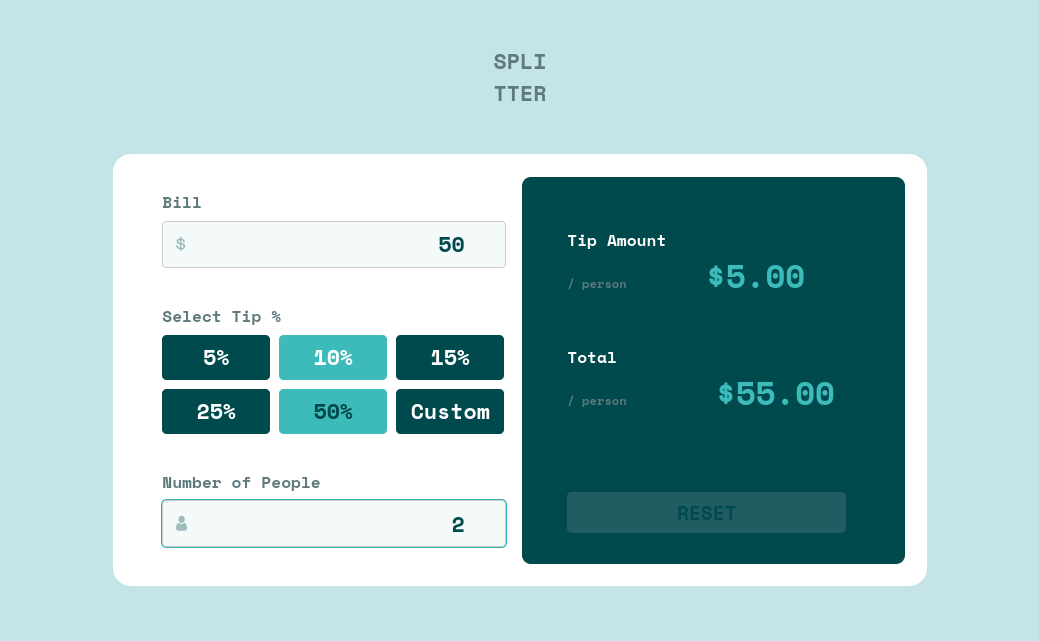 SPLI
TTER
Bill
$ 50
Select Tip %
5% 10% 15%
25% 50% Custom
Number of People
2
Tip Amount
/ person $5.00
Total
/ person $55.00
RESET